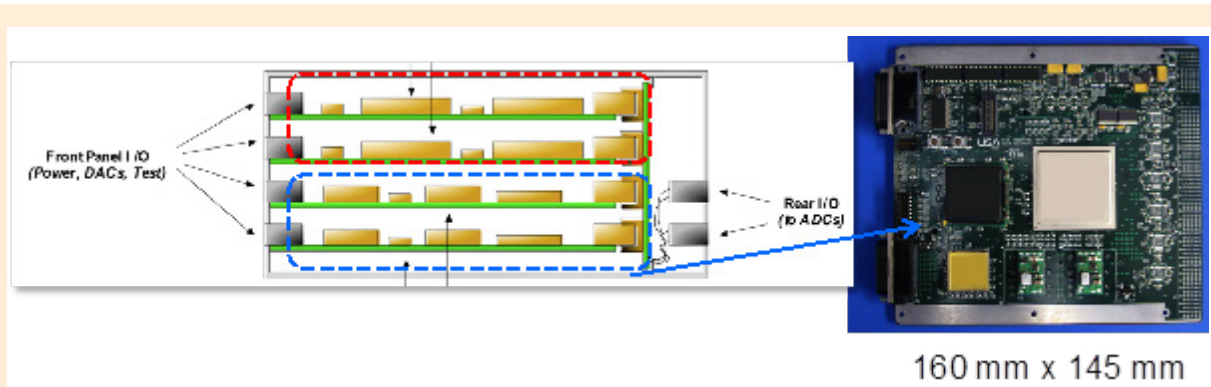 Front Panel I/O
(Power, DACs, Test)
Rear I/O
(to ADCs)
160 mm x 145 mm